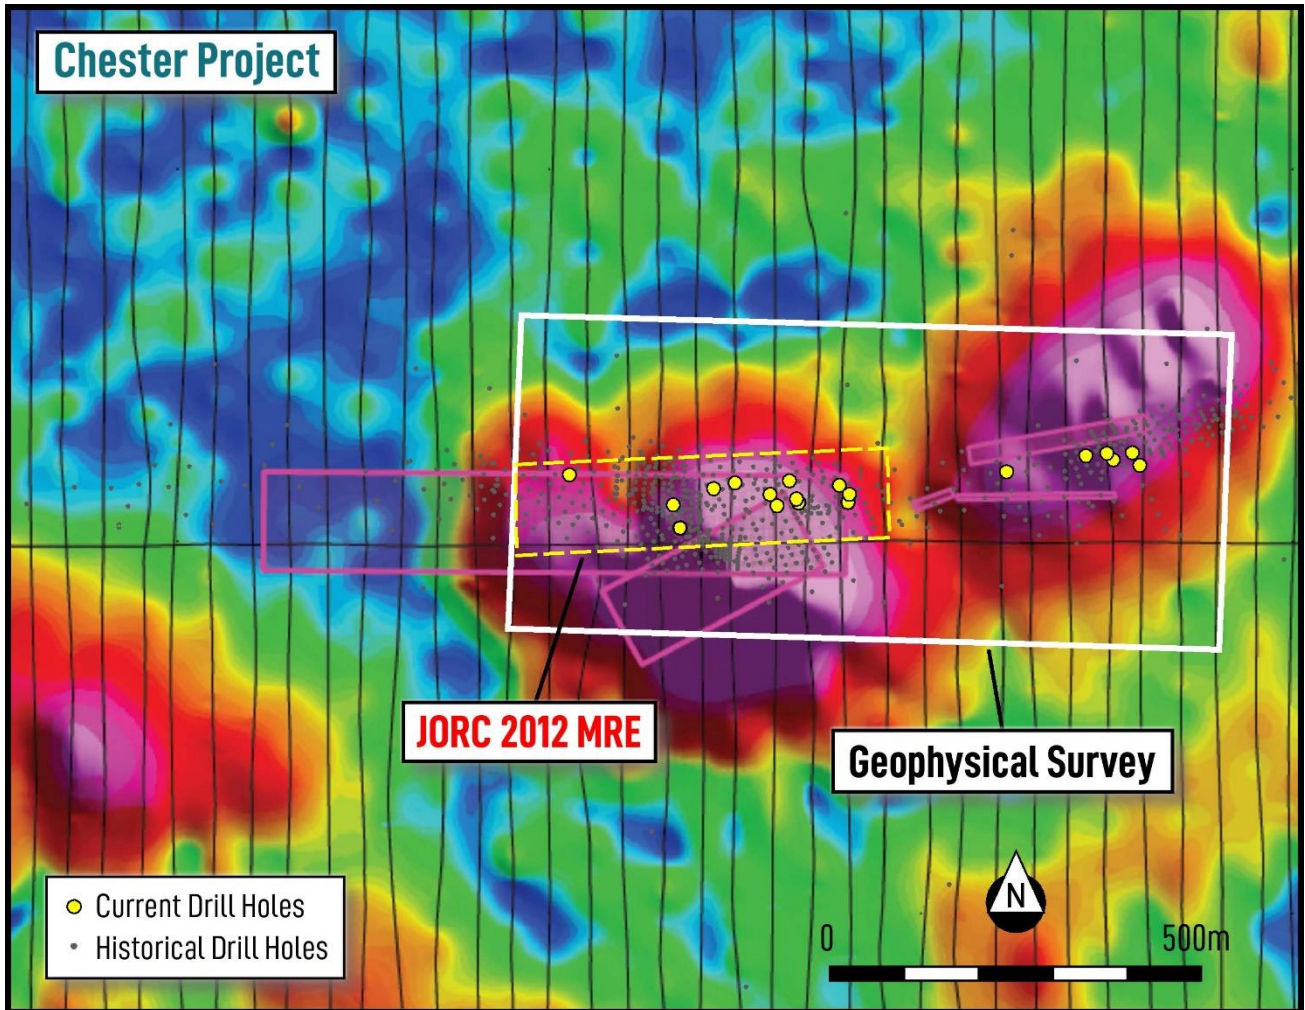 Chester Project
JORC 2012 MRE
Geophysical Survey
Current Drill Holes
Historical Drill Holes
N
0 500m